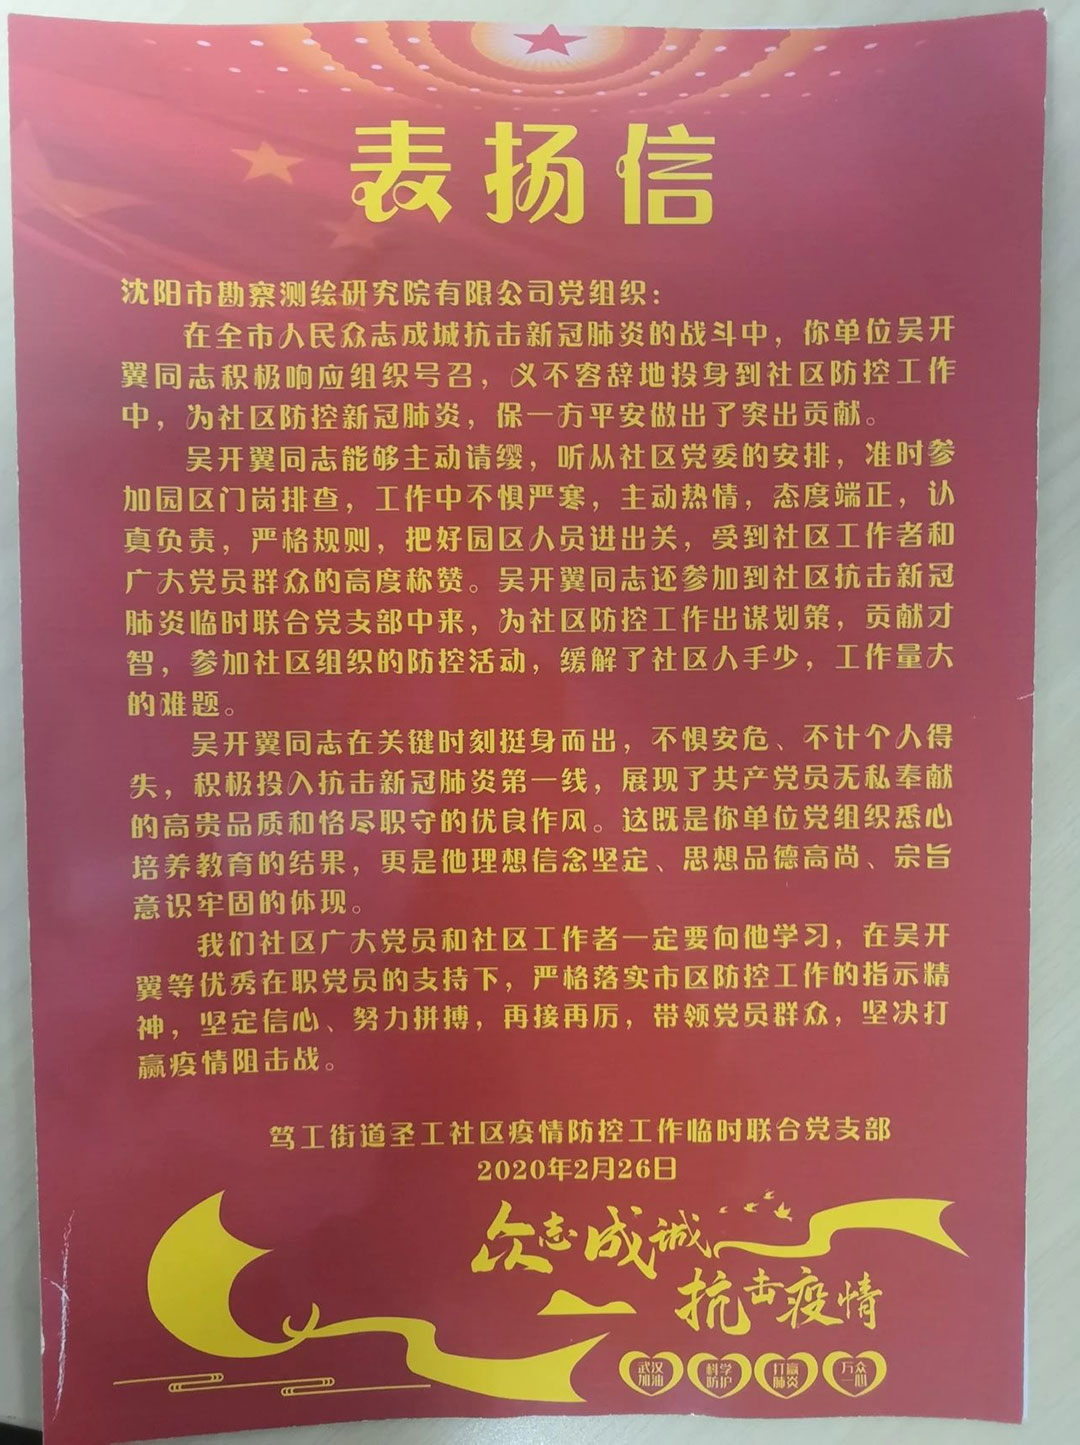 表扬信
沈阳市勘察测绘研究院有限公司党组织：
在全市人民众志成城抗击新冠肺炎的战斗中，你单位吴开
翼同志积极响应组织号召，义不容辞地投身到社区防控工作
中，为社区防控新冠肺炎，保一方平安做出了突出贡献。
吴开翼同志能够主动请缨，听从社区党委的安排，准时参
加园区门岗排查，工作中不惧严寒，主动热情，态度端正，认
真负责，严格规则，把好园区人员进出关，受到社区工作者和
广大党员群众的高度称赞。吴开翼同志还参加到社区抗击新冠
肺炎临时联合党支部中来，为社区防控工作出谋划策，贡献才
智，参加社区组织的防控活动，缓解了社区人手少，工作量大
的难题。
吴开翼同志在关键时刻挺身而出，不惧安危、不计个人得
失，积极投入抗击新冠肺炎第一线，展现了共产党员无私奉献
的高贵品质和恪尽职守的优良作风。这既是你单位党组织悉心
培养教育的结果，更是他理想信念坚定、思想品德高尚、宗旨
意识牢固的体现。
我们社区广大党员和社区工作者一定要向他学习，在吴开
翼等优秀在职党员的支持下，严格落实市区防控工作的指示精
神，坚定信心、努力拼搏，再接再厉，带领党员群众，坚决打
赢疫情阻击战。
笃工街道圣工社区疫情防控工作临时联合党支部
2020年2月26日
众志成诚
抗击疫情
武汉加油 科学防护 打赢肺炎 万众一心